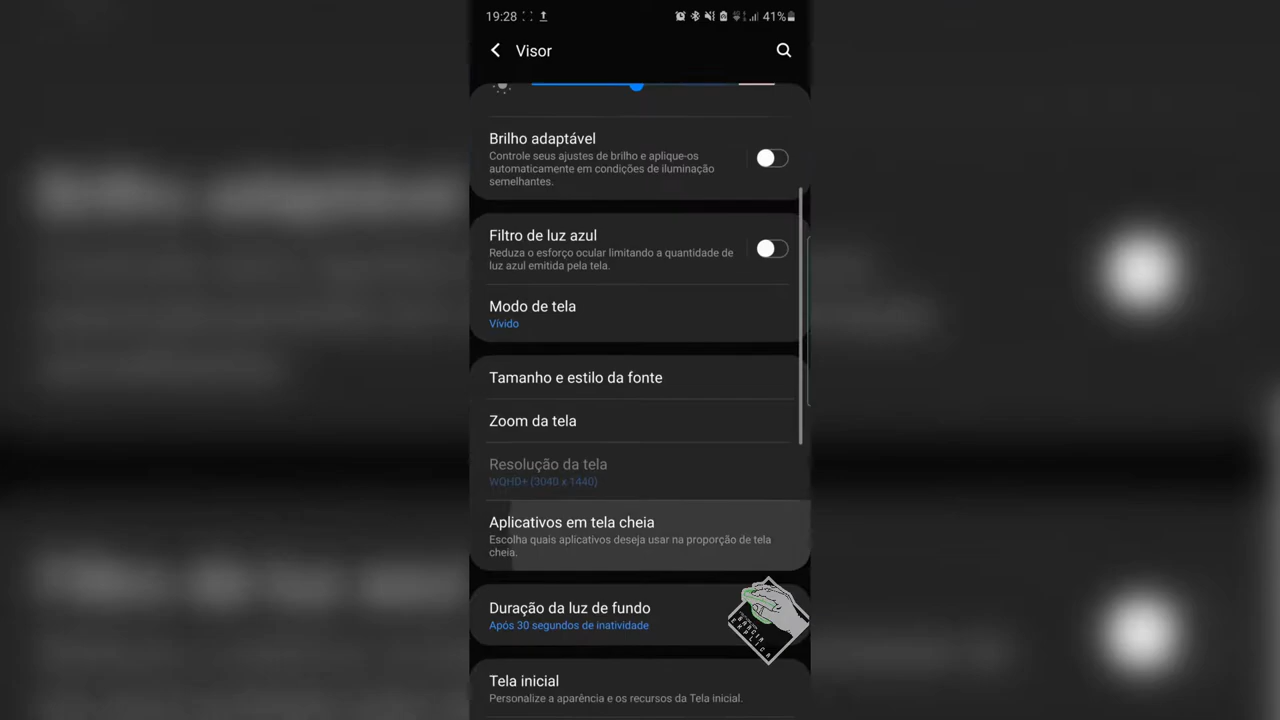 19:28
41%
Visor
Brilho adaptável
Controle seus ajustes de brilho e aplique-os
automaticamente em condições de iluminação
semelhantes.
Filtro de luz azul
Reduza o esforço ocular limitando a quantidade de
luz azul emitida pela tela.
Modo de tela
Vívido
Tamanho e estilo da fonte
Zoom da tela
Resolução da tela
WQHD+ (3040 x 1440)
Aplicativos em tela cheia
Escolha quais aplicativos deseja usar na proporção de tela
cheia.
Duração da luz de fundo
Após 30 segundos de inatividade
GARCIA
EXPLICA
Tela inicial
Personalize a aparência e os recursos da Tela inicial.